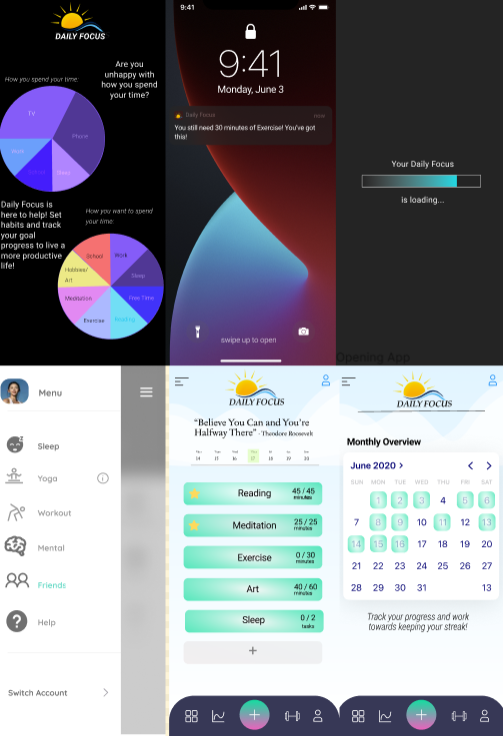 DAILY FOCUS
Are you
unhappy with
how you spend
your time?
How you spend your time:
TV
Phone
Work
Sleep
Daily Focus is
here to help! Set
habits and track
your goal
progress to live a
more productive
life!
How you want to spend
your time:
School
Work
Hobbies/
Art
Sleep
Meditation
Free Time
Exercise
Reading
9:41
9:41
Monday, June 3
Daily Focus
now
You still need 30 minutes of Exercise! You've got
this!
swipe up to open
Your Daily Focus
is loading...
Opening App
Menu
Sleep
Yoga
Workout
Mental
Friends
Help
Switch Account
DAILY FOCUS
“Believe You Can and You're
Halfway There” - Theodore Roosevelt
14 15 16 17 18 19 20
Reading
45 / 45
minutes
Meditation
25 / 25
minutes
Exercise
0 / 30
minutes
Art
40 / 60
minutes
Sleep
0 / 2
tasks
+
+
DAILY FOCUS
Monthly Overview
June 2020
SUN MON TUE WED THU FRI SAT
1 2 3 4 5 6
7 8 9 10 11 12 13
14 15 16 17 18 19 20
21 22 23 24 25 26 27
28 29 30 31 13
Track your progress and work
towards keeping your streak!
+